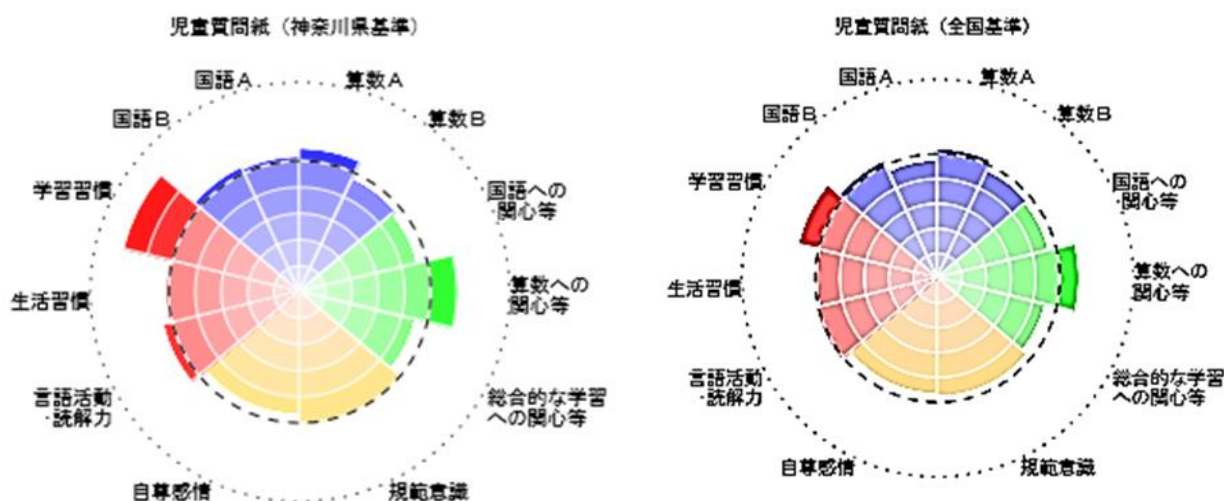 児童質問紙（神奈川県基準）
国語A
算数A
国語B
算数B
学習習慣
国語への
関心等
生活習慣
算数への
関心等
言語活動
・読解力
総合的な学習
への関心等
自尊感情
規範意識
児童質問紙（全国基準）
国語A
算数A
国語B
算数B
学習習慣
国語への
・関心等
生活習慣
算数への
関心等
言語活動
・読解力
総合的な学習
への関心等
自尊感情
規範意識